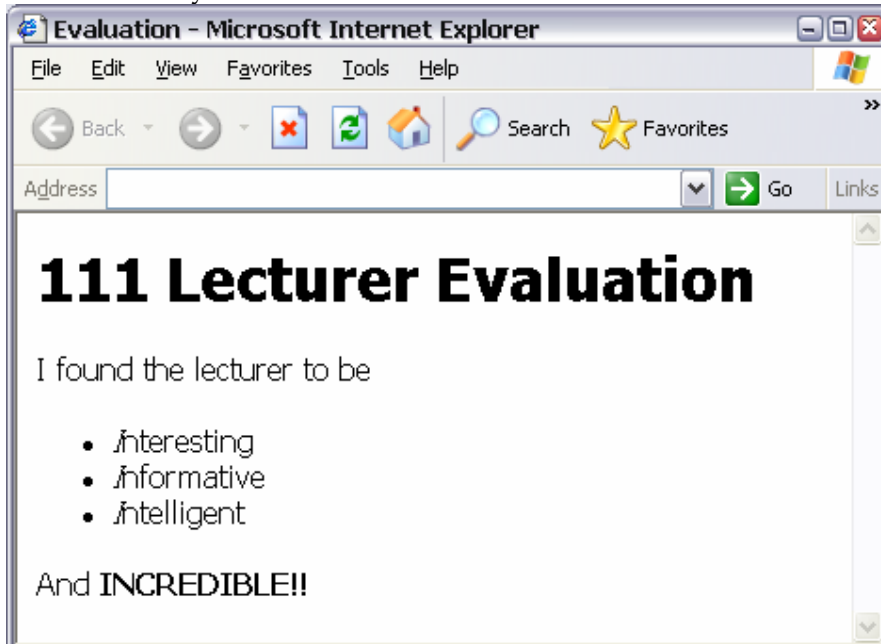 Evaluation - Microsoft Internet Explorer
File Edit View Favorites Tools Help
Back Search Favorites »
Address Go Links
111 Lecturer Evaluation
I found the lecturer to be
• interesting
• informative
• intelligent
And INCREDIBLE!!